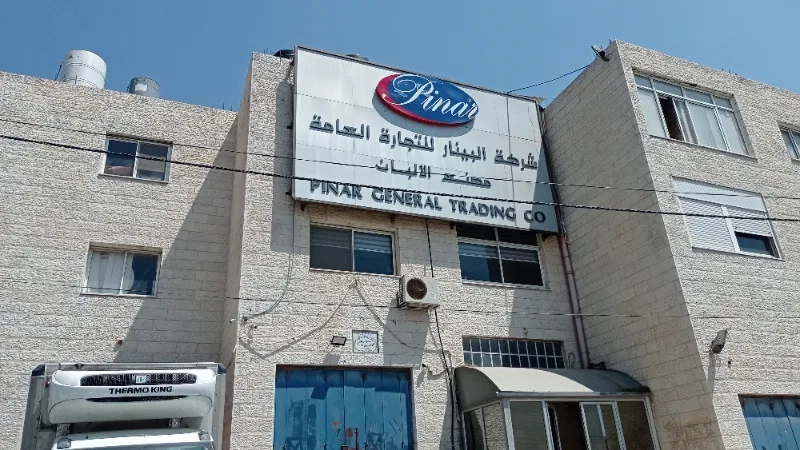 Pinar
شركة البينار للتجارة العامة
مصنع الالبان
PINAR GENERAL TRADING CO
THERMO KING